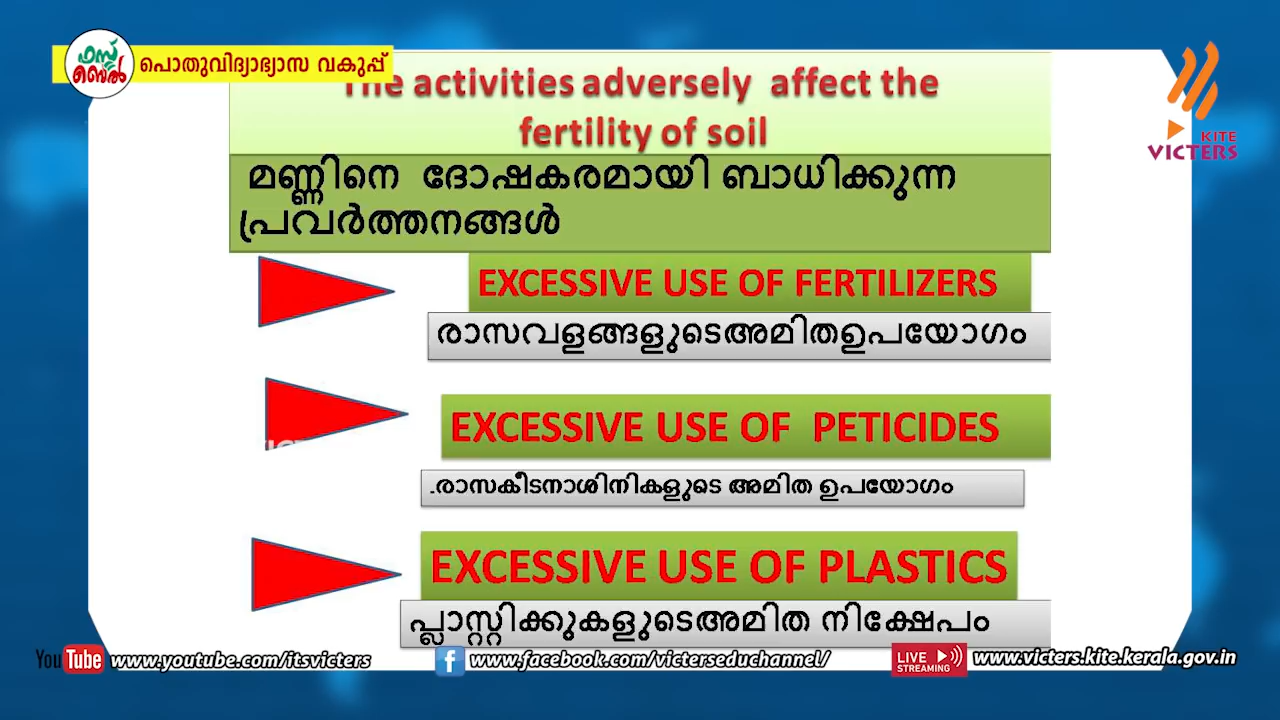 ഫസ്റ്റ്
ബെൽ
പൊതുവിദ്യാഭ്യാസ വകുപ്പ്
The activities adversely affect the
fertility of soil
KITE
VICTERS
മണ്ണിനെ ദോഷകരമായി ബാധിക്കുന്ന
പ്രവർത്തനങ്ങൾ
EXCESSIVE USE OF FERTILIZERS
രാസവളങ്ങളുടെഅമിതഉപയോഗം
EXCESSIVE USE OF PETICIDES
.രാസകീടനാശിനികളുടെ അമിത ഉപയോഗം
EXCESSIVE USE OF PLASTICS
പ്ലാസ്റ്റിക്കുകളുടെഅമിത നിക്ഷേപം
YouTube www.youtube.com/itsvicters
f www.facebook.com/victerseduchannel/
LIVE
STREAMING
www.victers.kite.kerala.gov.in